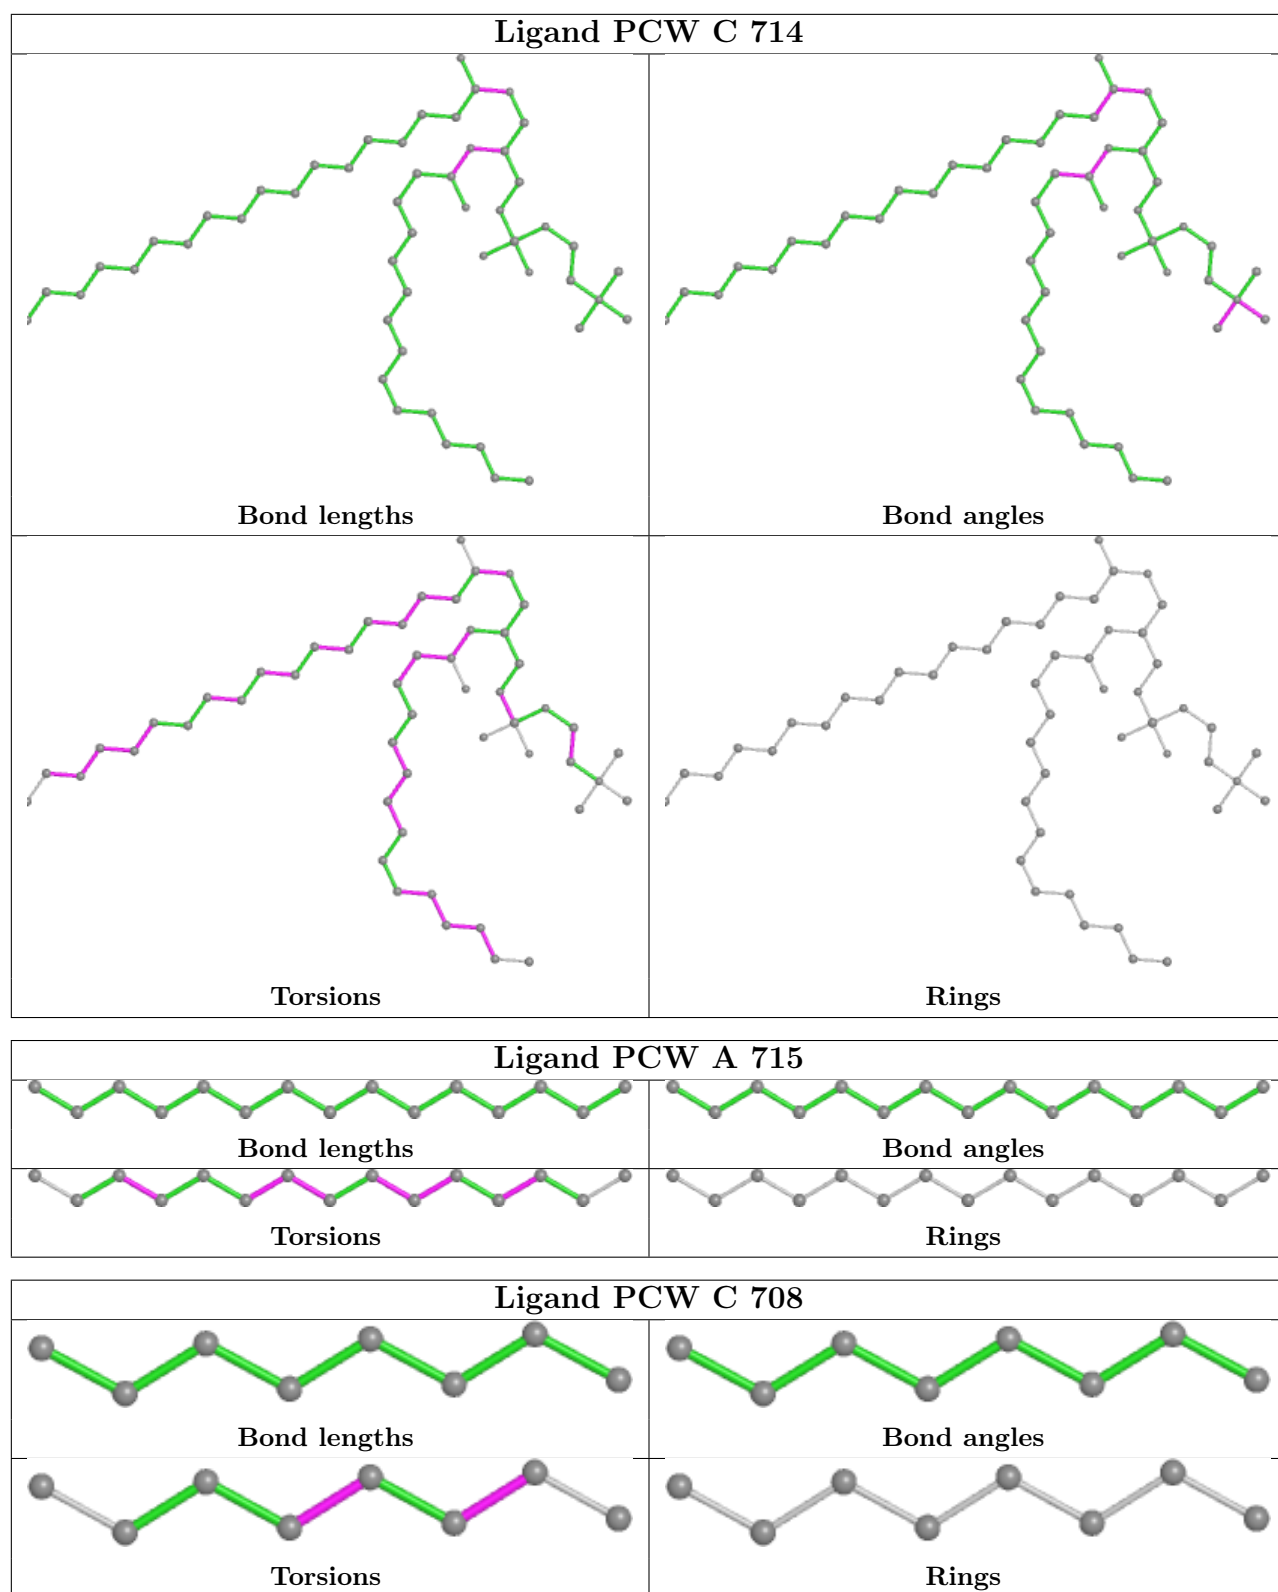 Ligand PCW C 714
Bond lengths
Bond angles
Torsions
Rings
Ligand PCW A 715
Bond lengths
Bond angles
Torsions
Rings
Ligand PCW C 708
Bond lengths
Bond angles
Torsions
Rings